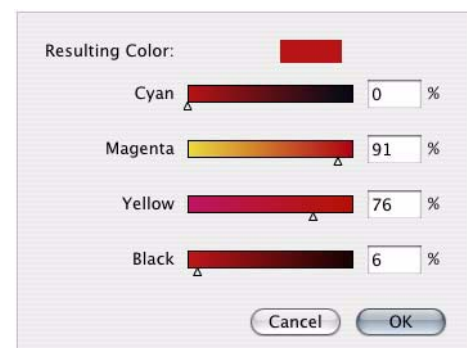 Resulting Color:
Cyan 0 %
Magenta 91 %
Yellow 76 %
Black 6 %
Cancel OK